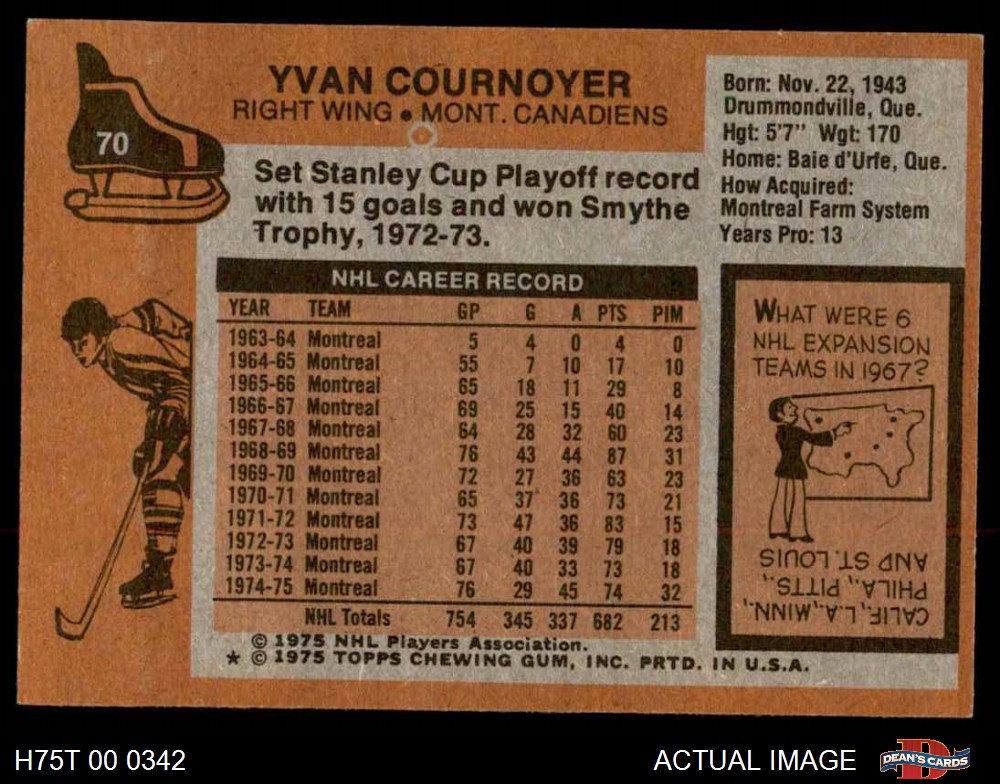 70
YVAN COURNOYER
RIGHT WING • MONT. CANADIENS
Set Stanley Cup Playoff record
with 15 goals and won Smythe
Trophy, 1972-73.
Born: Nov. 22, 1943
Drummondville, Que.
Hgt: 5'7" Wgt: 170
Home: Baie d'Urfe, Que.
How Acquired:
Montreal Farm System
Years Pro: 13
NHL CAREER RECORD
YEAR TEAM GP G A PTS PIM
1963-64 Montreal 5 4 0 4 0
1964-65 Montreal 55 7 10 17 10
1965-66 Montreal 65 18 11 29 8
1966-67 Montreal 69 25 15 40 14
1967-68 Montreal 64 28 32 60 23
1968-69 Montreal 76 43 44 87 31
1969-70 Montreal 72 27 36 63 23
1970-71 Montreal 65 37 36 73 21
1971-72 Montreal 73 47 36 83 15
1972-73 Montreal 67 40 39 79 18
1973-74 Montreal 67 40 33 73 18
1974-75 Montreal 76 29 45 74 32
NHL Totals 754 345 337 682 213
© 1975 NHL Players Association.
★ © 1975 TOPPS CHEWING GUM, INC. PRTD. IN U.S.A.
WHAT WERE 6
NHL EXPANSION
TEAMS IN 1967?
CALIF., L.A., MINN.,
PHILA., PITTS.,
AND ST. LOUIS
H75T 00 0342
ACTUAL IMAGE
D
DEAN'S CARDS